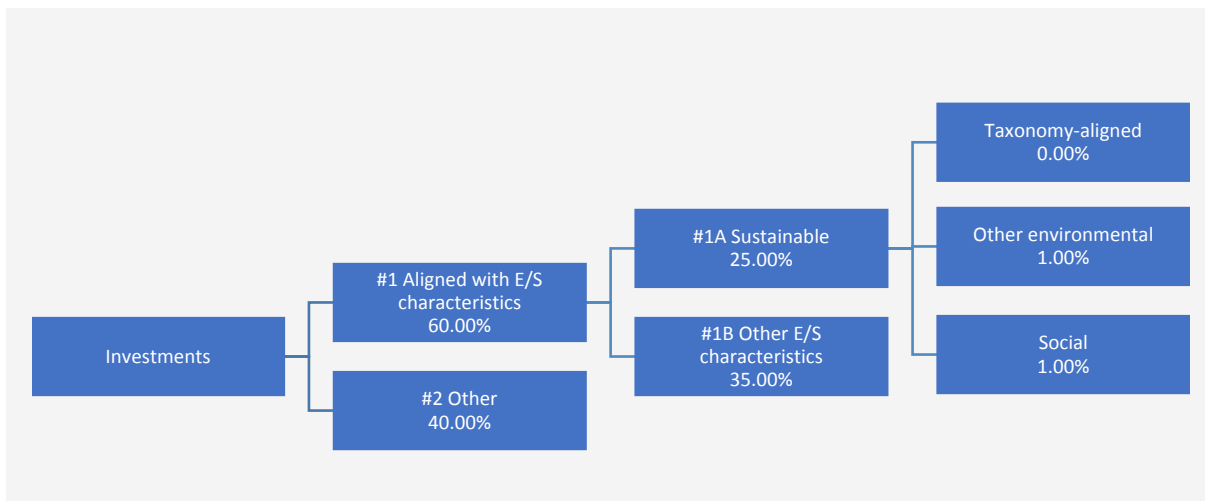 Investments
#1 Aligned with E/S
characteristics
60.00%
#2 Other
40.00%
#1A Sustainable
25.00%
#1B Other E/S
characteristics
35.00%
Taxonomy-aligned
0.00%
Other environmental
1.00%
Social
1.00%